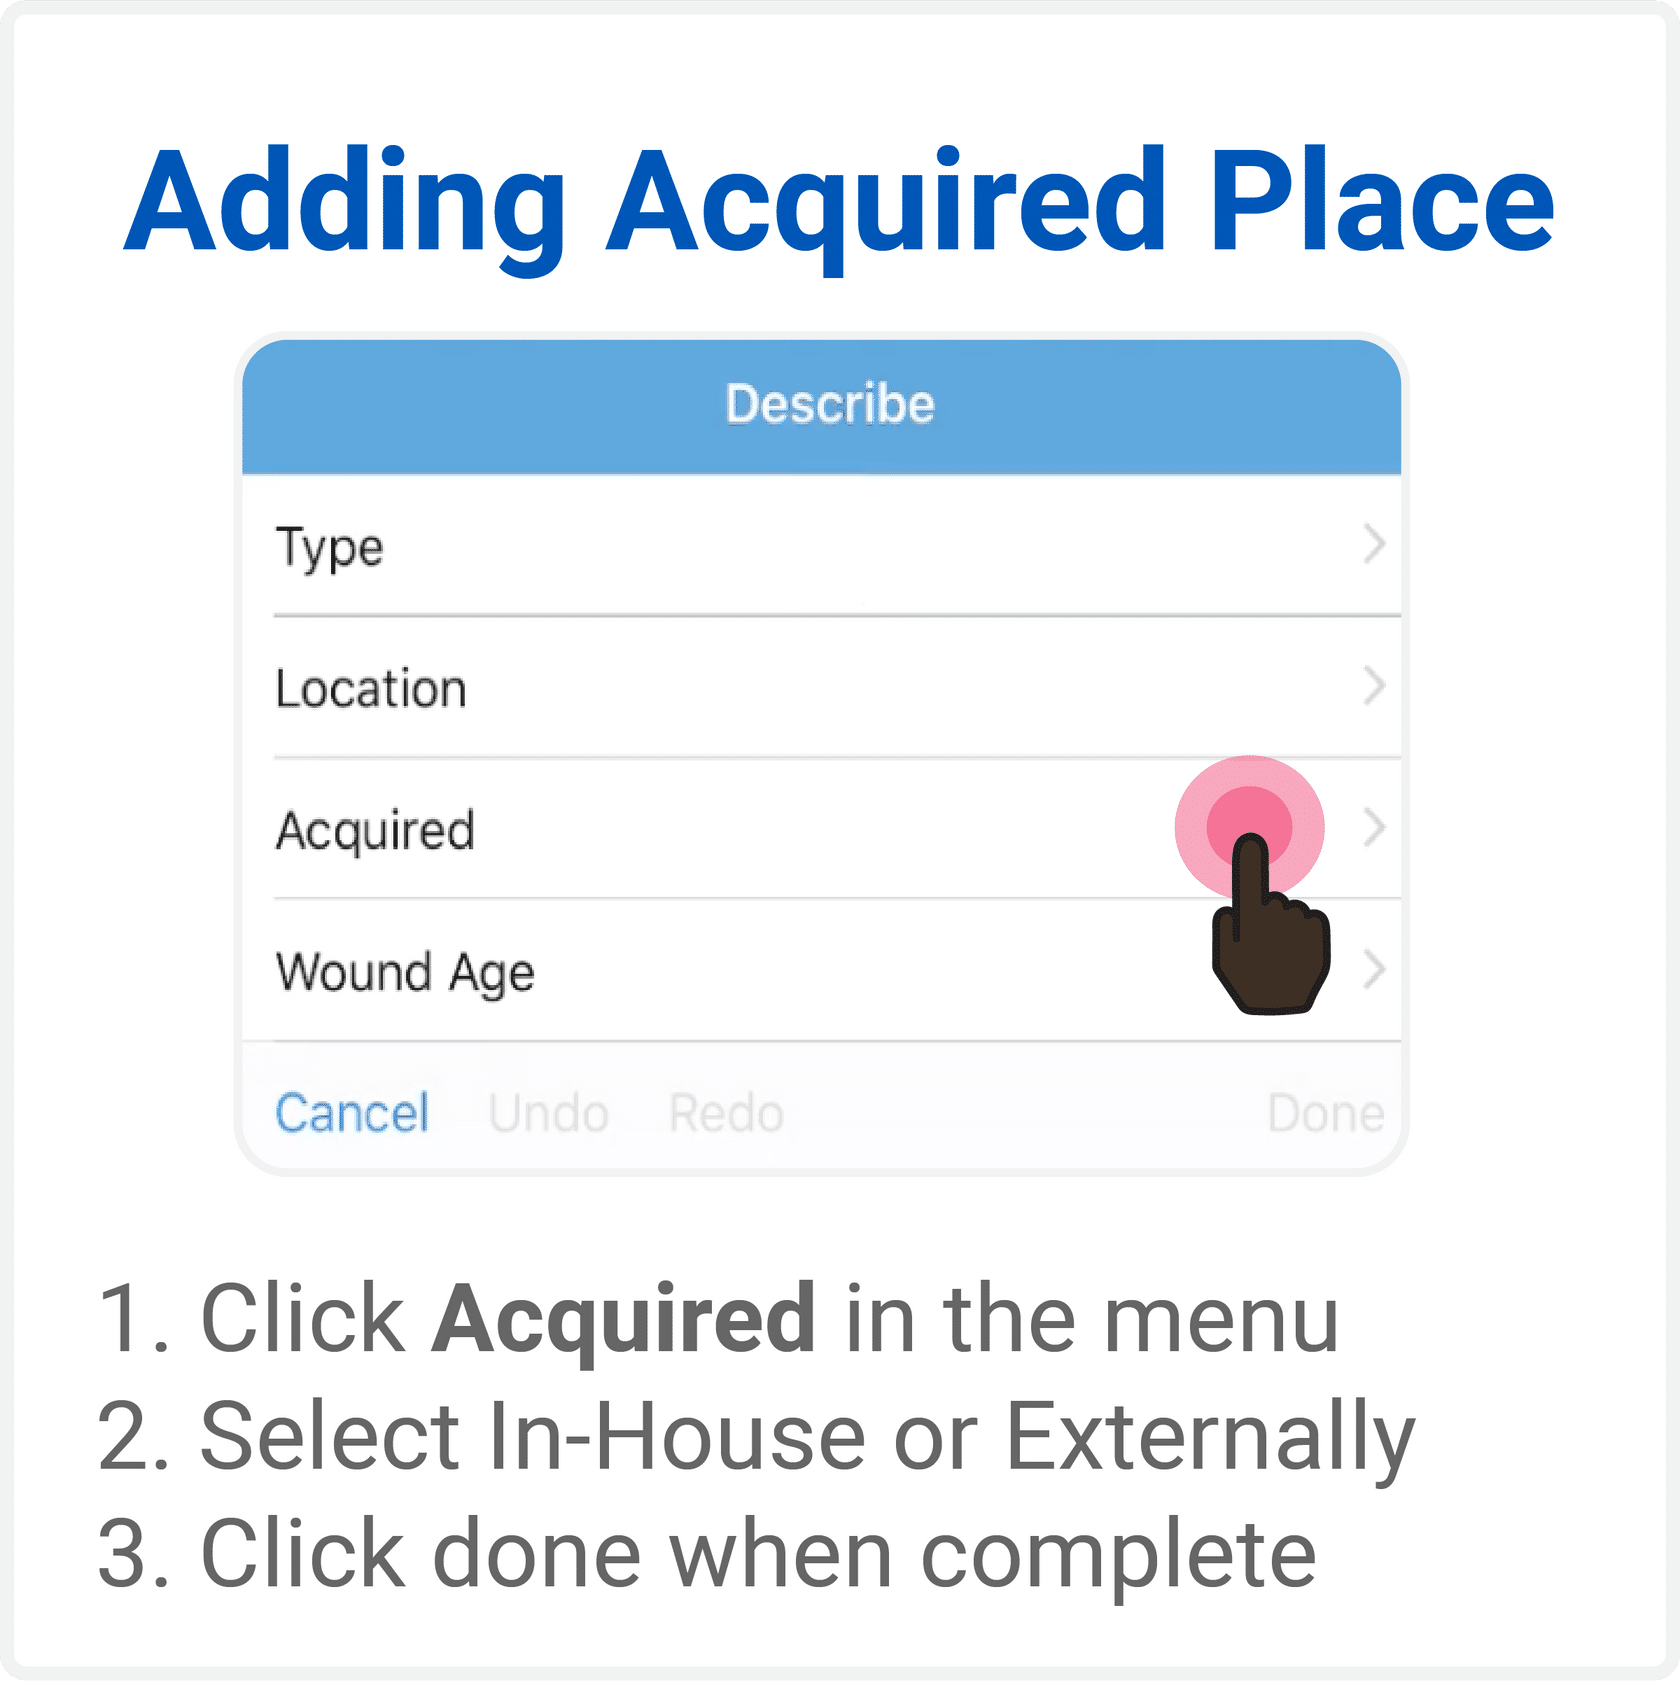 Adding Acquired Place
Describe
Type
Location
Acquired
Wound Age
Cancel Undo Redo Done
1. Click Acquired in the menu
2. Select In-House or Externally
3. Click done when complete